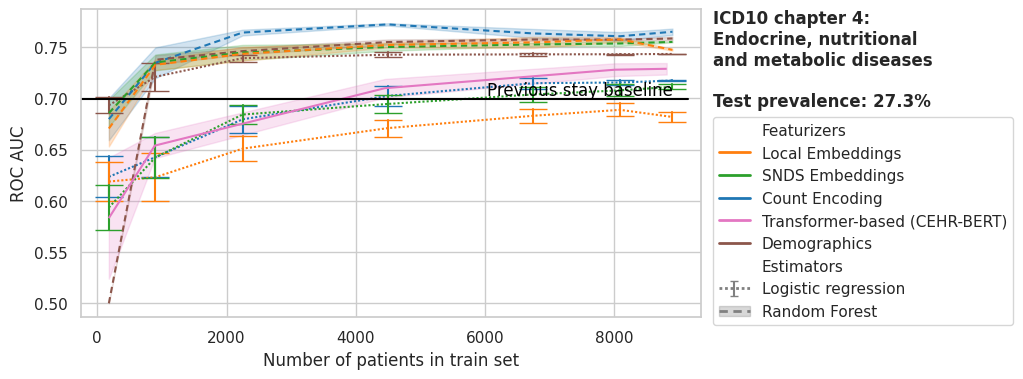 ICD10 chapter 4:
Endocrine, nutritional
and metabolic diseases
Test prevalence: 27.3%
Featurizers
Local Embeddings
SNDS Embeddings
Count Encoding
Transformer-based (CEHR-BERT)
Demographics
Estimators
Logistic regression
Random Forest
ROC AUC
0.75
0.70
0.65
0.60
0.55
0.50
Previous stay baseline
0
2000
4000
6000
8000
Number of patients in train set